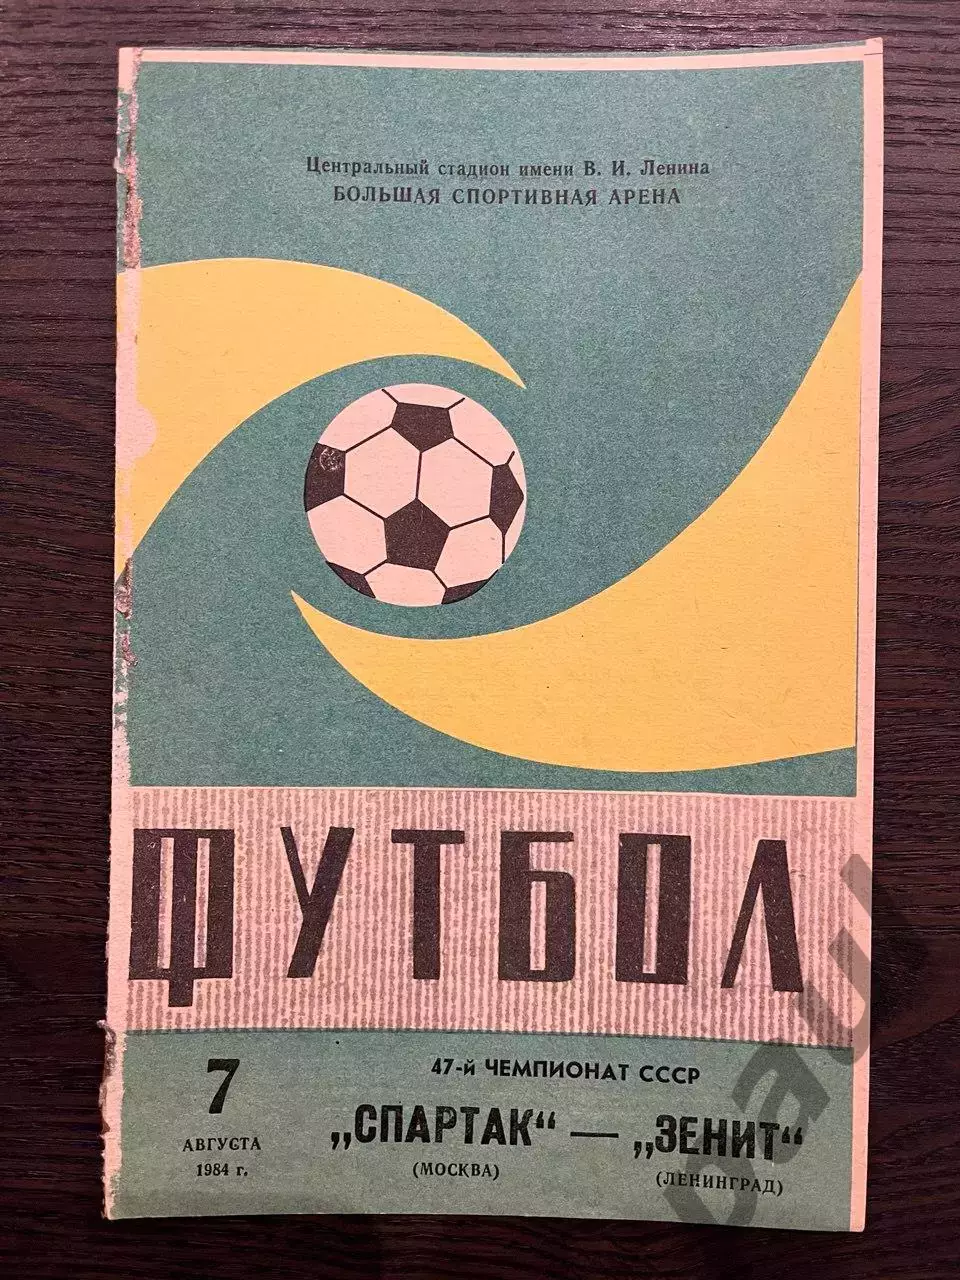 Центральный стадион имени В. И. Ленина
БОЛЬШАЯ СПОРТИВНАЯ АРЕНА
ФУТБОЛ
7
АВГУСТА
1984 г.
47-й ЧЕМПИОНАТ СССР
„СПАРТАК“ — „ЗЕНИТ“
(МОСКВА)
(ЛЕНИНГРАД)